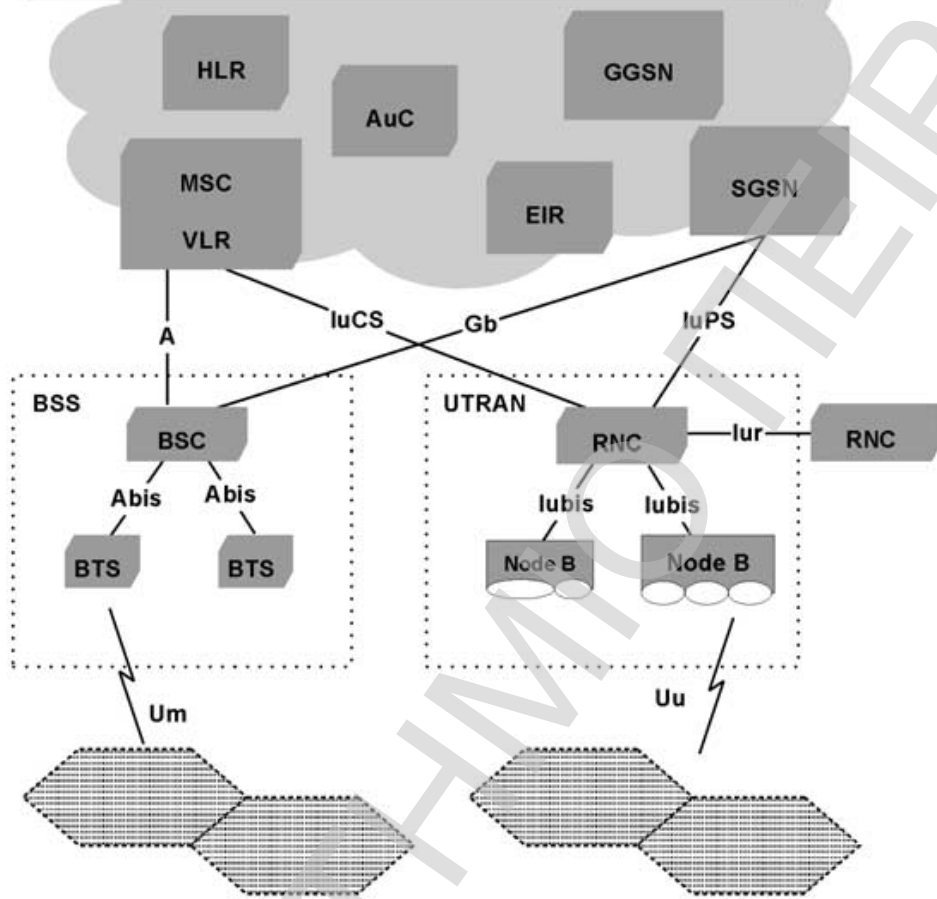 HLR
GGSN
AuC
MSC
VLR
EIR
SGSN
A
IuCS
Gb
IuPS
BSS
UTRAN
BSC
RNC
Iur
RNC
Abis
Abis
Iubis
Iubis
BTS
BTS
Node B
Node B
Um
Uu